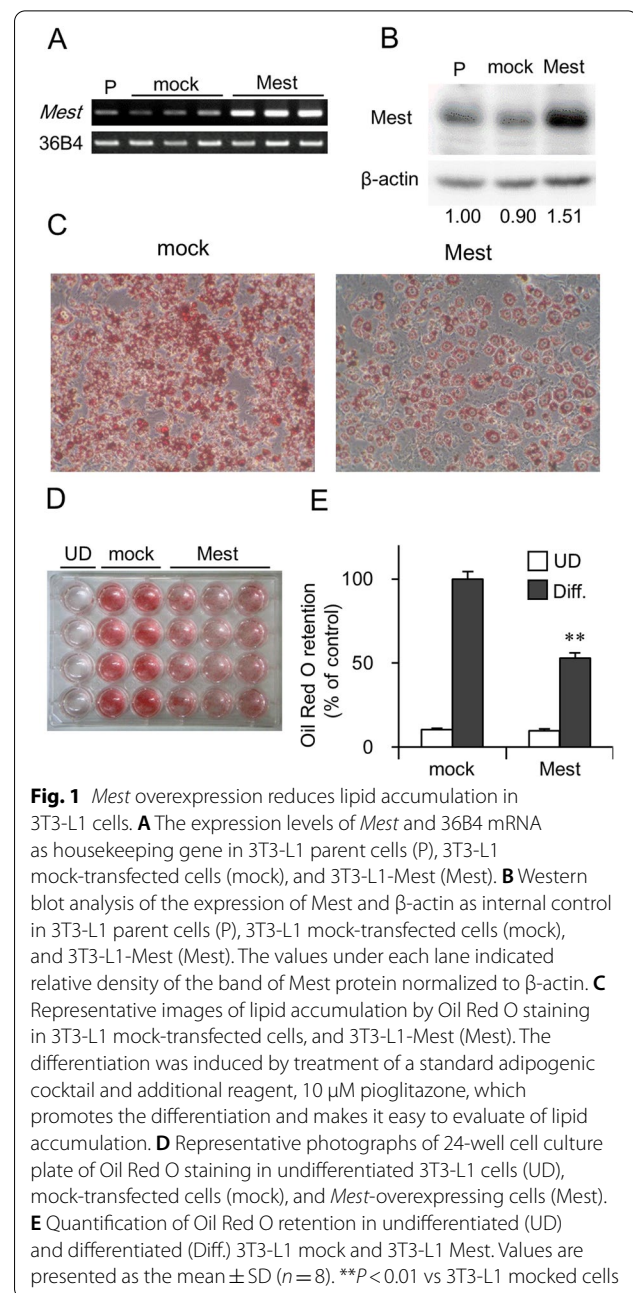 A
P mock Mest
Mest
36B4
B
P mock Mest
Mest
β-actin
1.00 0.90 1.51
C
mock
Mest
D
UD mock Mest
E
Oil Red O retention
(% of control)
100
50
0
UD
Diff.
**
mock
Mest
Fig. 1 Mest overexpression reduces lipid accumulation in
3T3-L1 cells. A The expression levels of Mest and 36B4 mRNA
as housekeeping gene in 3T3-L1 parent cells (P), 3T3-L1
mock-transfected cells (mock), and 3T3-L1-Mest (Mest). B Western
blot analysis of the expression of Mest and β-actin as internal control
in 3T3-L1 parent cells (P), 3T3-L1 mock-transfected cells (mock),
and 3T3-L1-Mest (Mest). The values under each lane indicated
relative density of the band of Mest protein normalized to β-actin. C
Representative images of lipid accumulation by Oil Red O staining
in 3T3-L1 mock-transfected cells, and 3T3-L1-Mest (Mest). The
differentiation was induced by treatment of a standard adipogenic
cocktail and additional reagent, 10 μM pioglitazone, which
promotes the differentiation and makes it easy to evaluate of lipid
accumulation. D Representative photographs of 24-well cell culture
plate of Oil Red O staining in undifferentiated 3T3-L1 cells (UD),
mock-transfected cells (mock), and Mest-overexpressing cells (Mest).
E Quantification of Oil Red O retention in undifferentiated (UD)
and differentiated (Diff.) 3T3-L1 mock and 3T3-L1 Mest. Values are
presented as the mean ± SD (n = 8). **P < 0.01 vs 3T3-L1 mocked cells